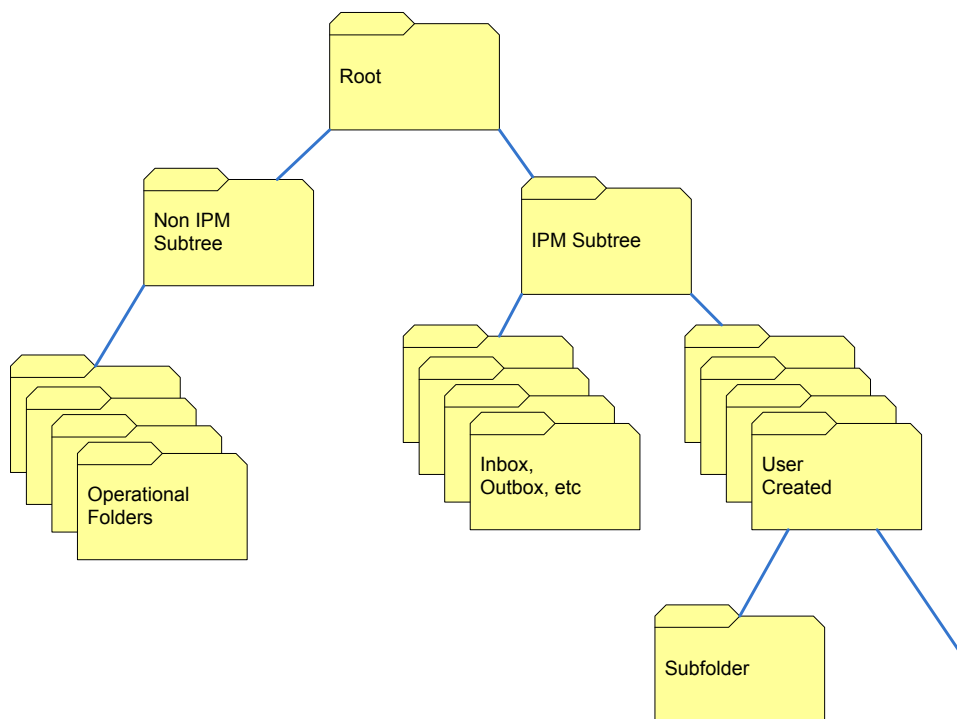 Root
Non IPM
Subtree
IPM Subtree
Inbox,
Outbox, etc
User
Created
Operational
Folders
Subfolder